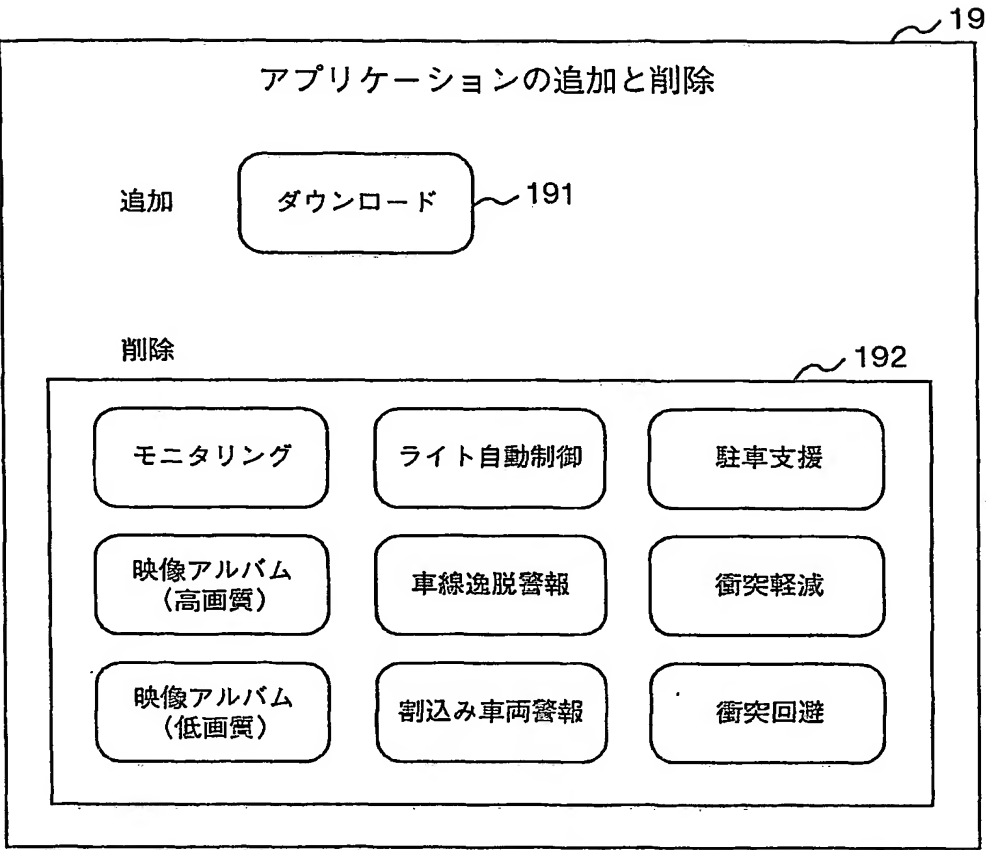 19
アプリケーションの追加と削除
追加
ダウンロード
191
削除
192
モニタリング
ライト自動制御
駐車支援
映像アルバム
（高画質）
車線逸脱警報
衝突軽減
映像アルバム
（低画質）
割込み車両警報
衝突回避